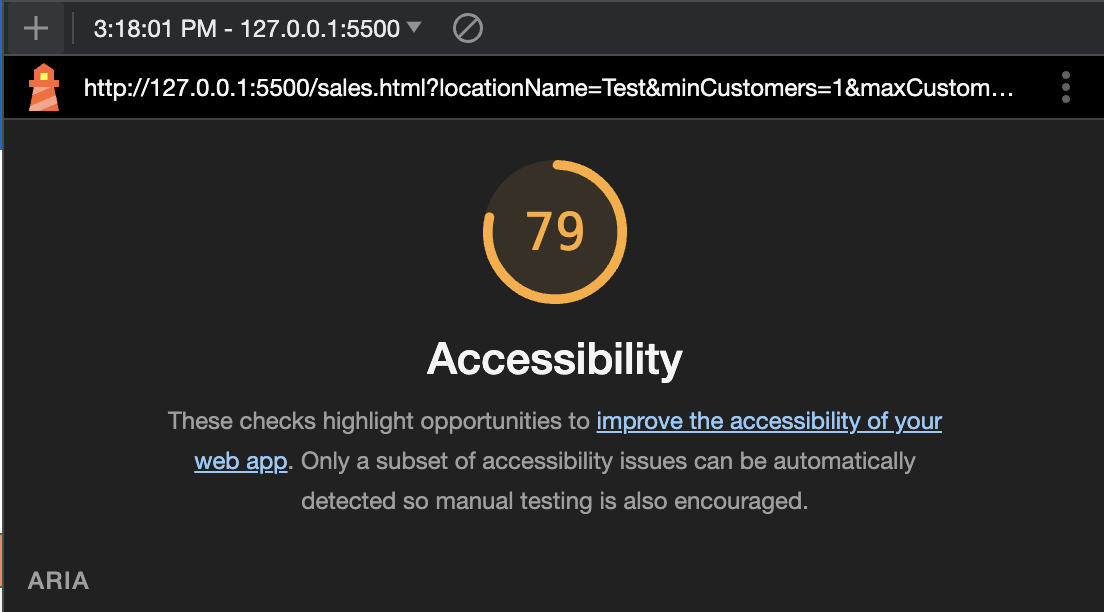 3:18:01 PM - 127.0.0.1:5500
http://127.0.0.1:5500/sales.html?locationName=Test&minCustomers=1&maxCustom...
79
Accessibility
These checks highlight opportunities to improve the accessibility of your
web app. Only a subset of accessibility issues can be automatically
detected so manual testing is also encouraged.
ARIA